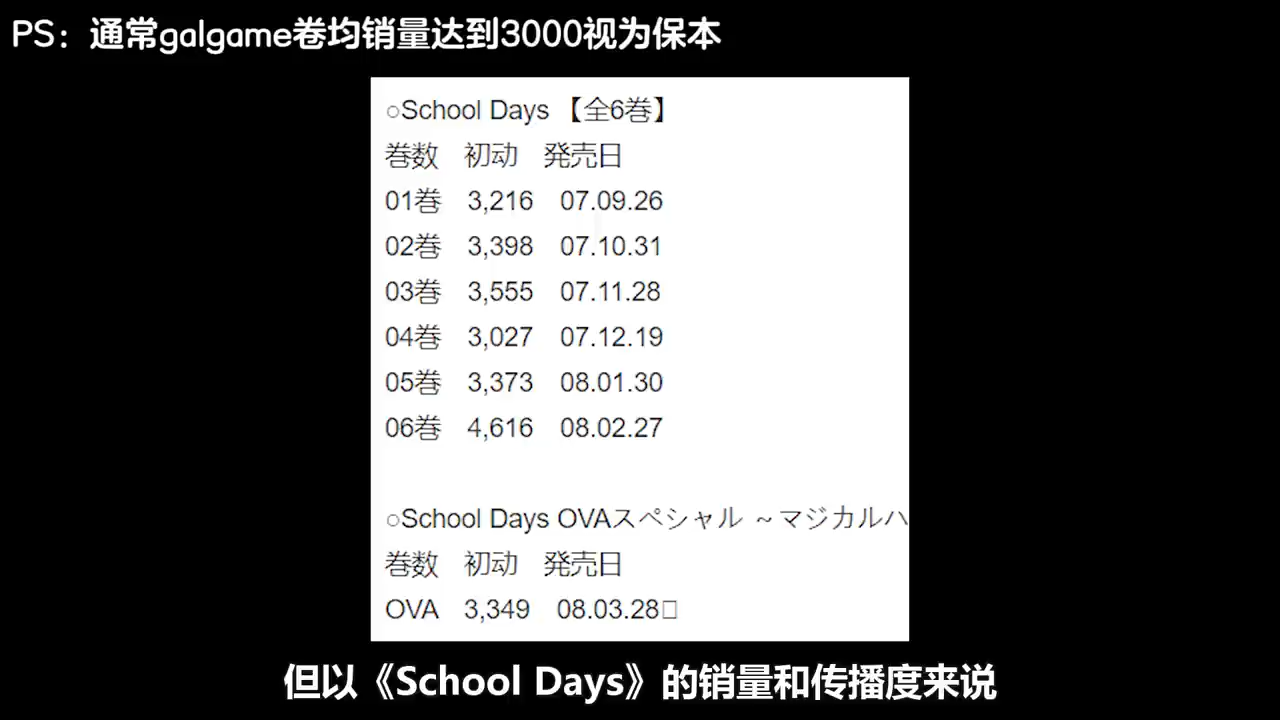 PS：通常galgame卷均销量达到3000视为保本
○School Days 【全6巻】
巻数 初动 発売日
01巻 3,216 07.09.26
02巻 3,398 07.10.31
03巻 3,555 07.11.28
04巻 3,027 07.12.19
05巻 3,373 08.01.30
06巻 4,616 08.02.27
○School Days OVAスペシャル ～マジカルハ
巻数 初动 発売日
OVA 3,349 08.03.28□
但以《School Days》的销量和传播度来说